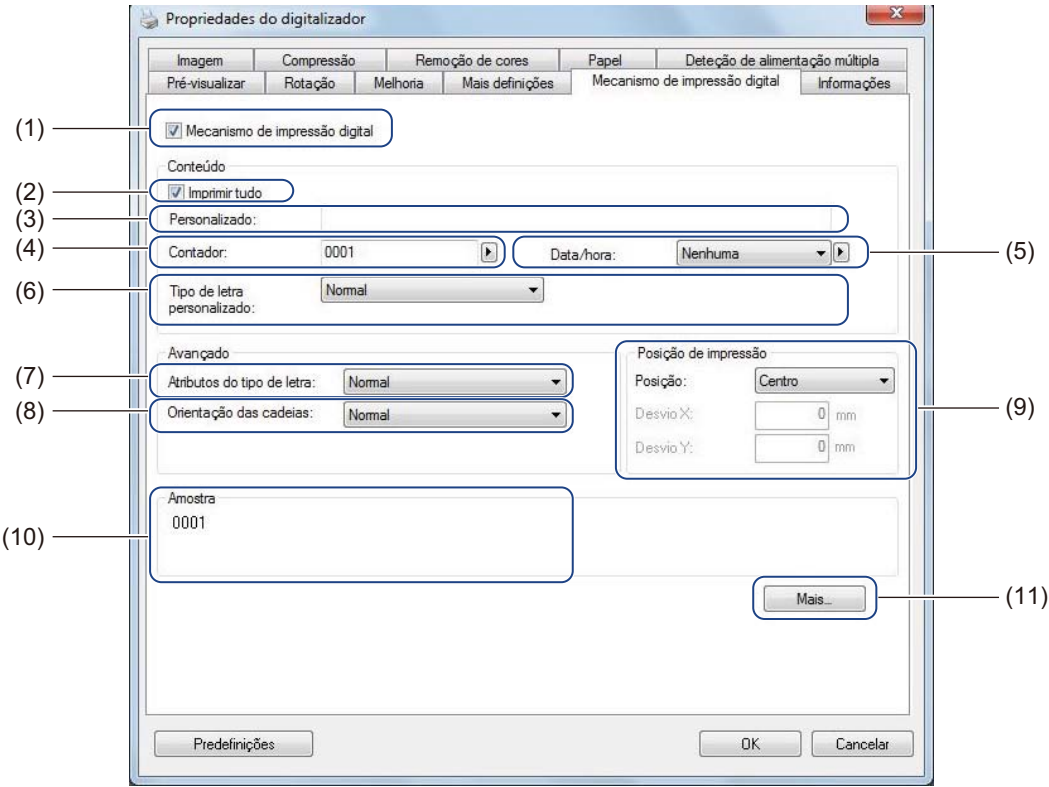 Propriedades do digitalizador
Imagem Compressão Remoção de cores Papel Deteção de alimentação múltipla
Pré-visualizar Rotação Melhoria Mais definições Mecanismo de impressão digital Informações
(1) Mecanismo de impressão digital
Conteúdo
(2) Imprimir tudo
(3) Personalizado:
(4) Contador: 0001 Data/hora: Nenhuma (5)
(6) Tipo de letra personalizado: Normal
Avançado
(7) Atributos do tipo de letra: Normal
(8) Orientação das cadeias: Normal
Posição de impressão
Posição: Centro
Desvio X: 0 mm (9)
Desvio Y: 0 mm
Amostra
0001
(10)
Mais... (11)
Predefinições OK Cancelar